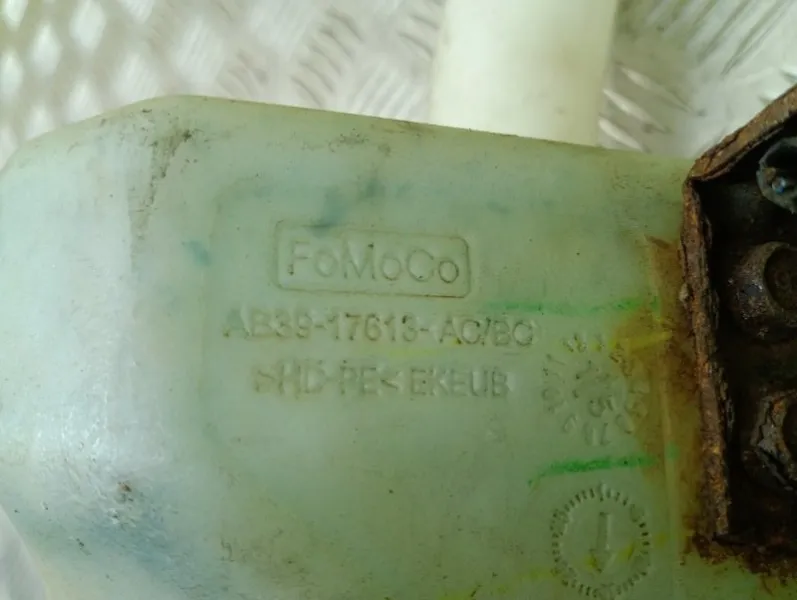 FoMoCo
AB39-17613-AC/BC
>HD-PE< EKEUB